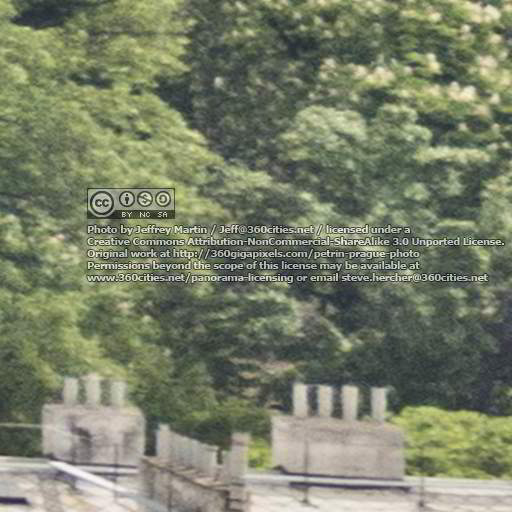 cc BY NC SA
Photo by Jeffrey Martin / Jeff@360cities.net / licensed under a
Creative Commons Attribution-NonCommercial-ShareAlike 3.0 Unported License.
Original work at http://360gigapixels.com/petrin-prague-photo
Permissions beyond the scope of this license may be available at
www.360cities.net/panorama-licensing or email steve.hercher@360cities.net